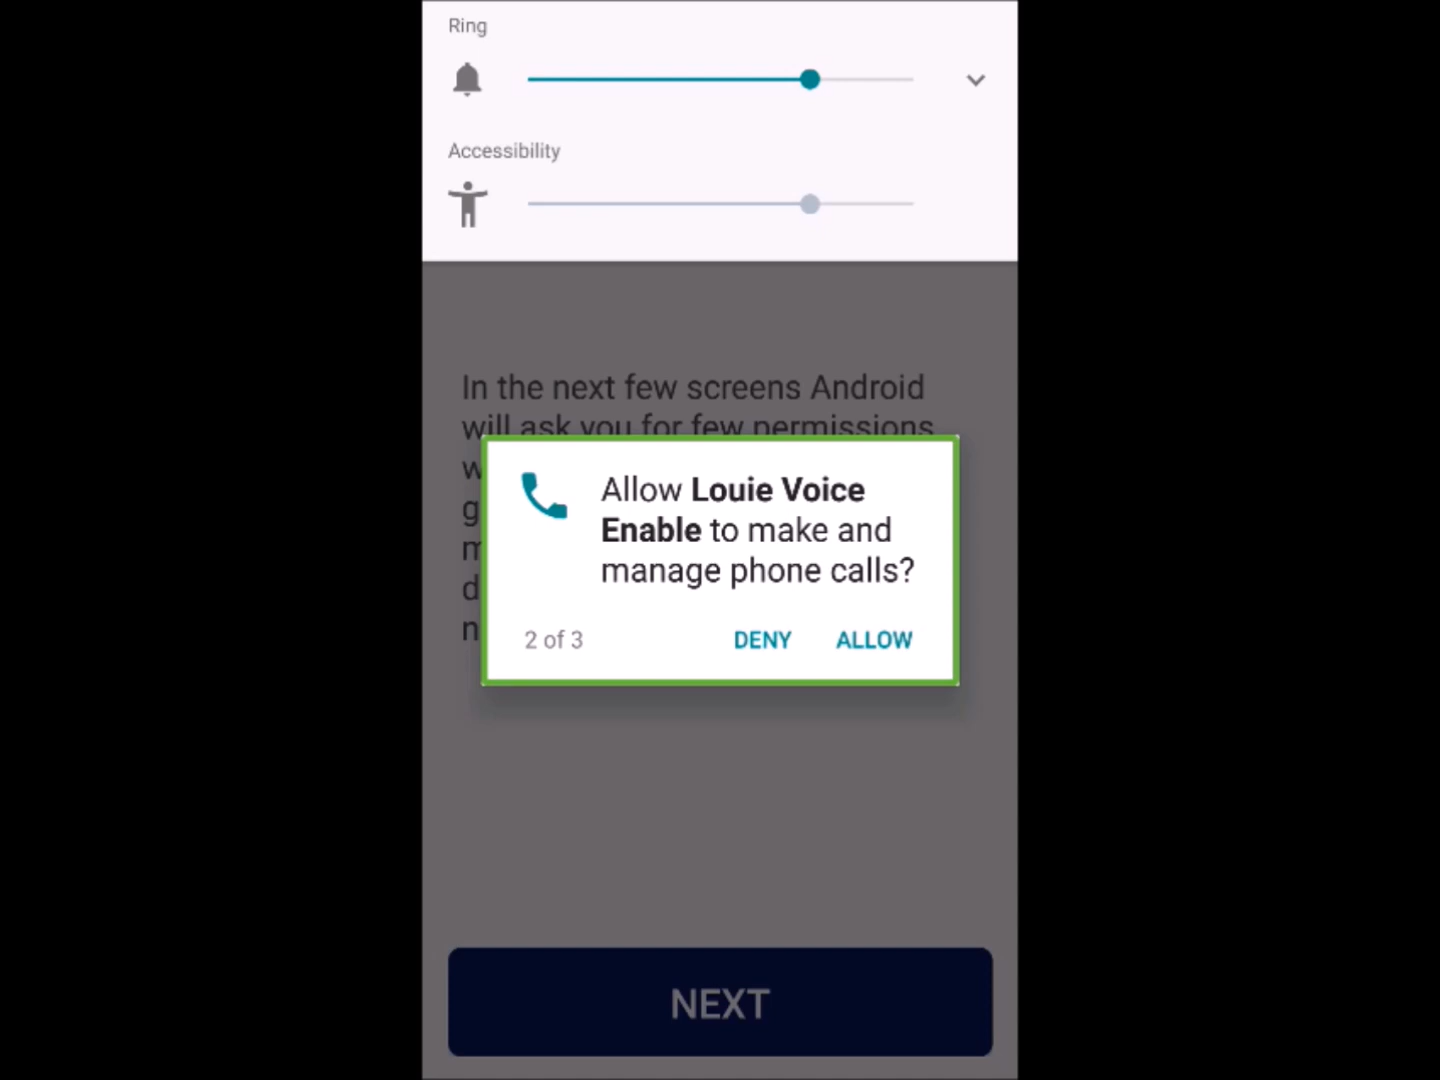 Ring
Accessibility
In the next few screens Android
will ask you for few permissions
Allow Louie Voice
Enable to make and
manage phone calls?
2 of 3
DENY
ALLOW
NEXT